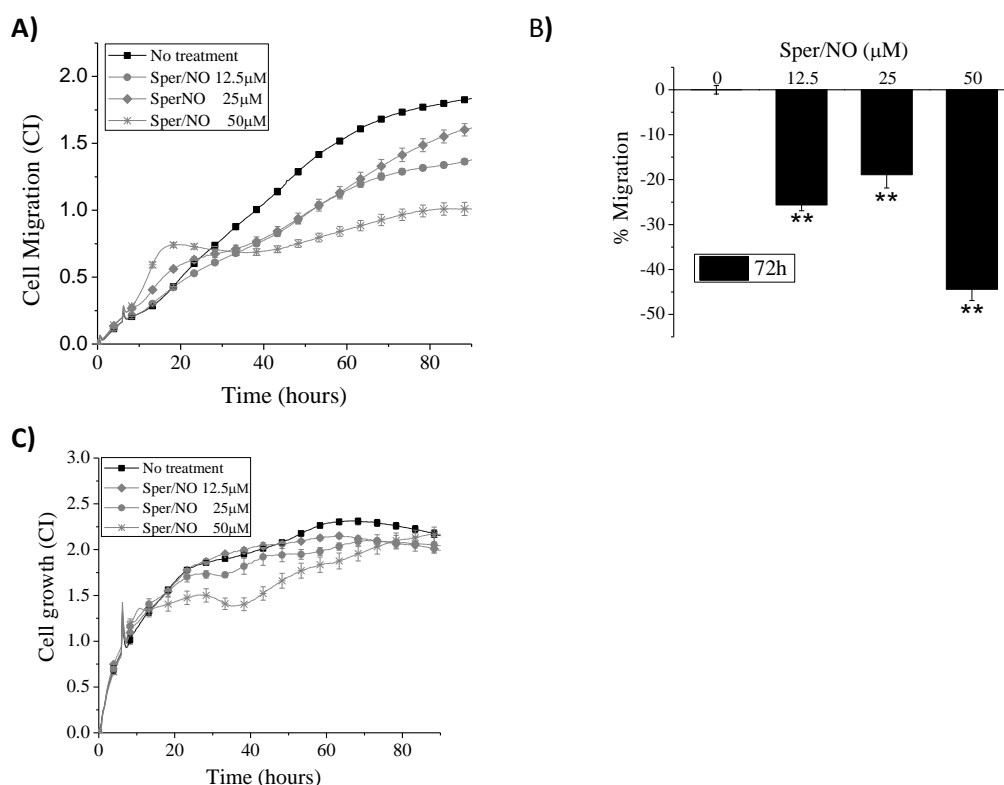 A)
No treatment
Sper/NO 12.5μM
SperNO 25μM
Sper/NO 50μM
2.0
1.5
1.0
0.5
0.0
Cell Migration (CI)
0 20 40 60 80
Time (hours)
B)
Sper/NO (μM)
0 12.5 25 50
0
-10
-20
-30
-40
-50
% Migration
** ** **
72h
C)
No treatment
Sper/NO 12.5μM
Sper/NO 25μM
Sper/NO 50μM
3.0
2.5
2.0
1.5
1.0
0.5
0.0
Cell growth (CI)
0 20 40 60 80
Time (hours)